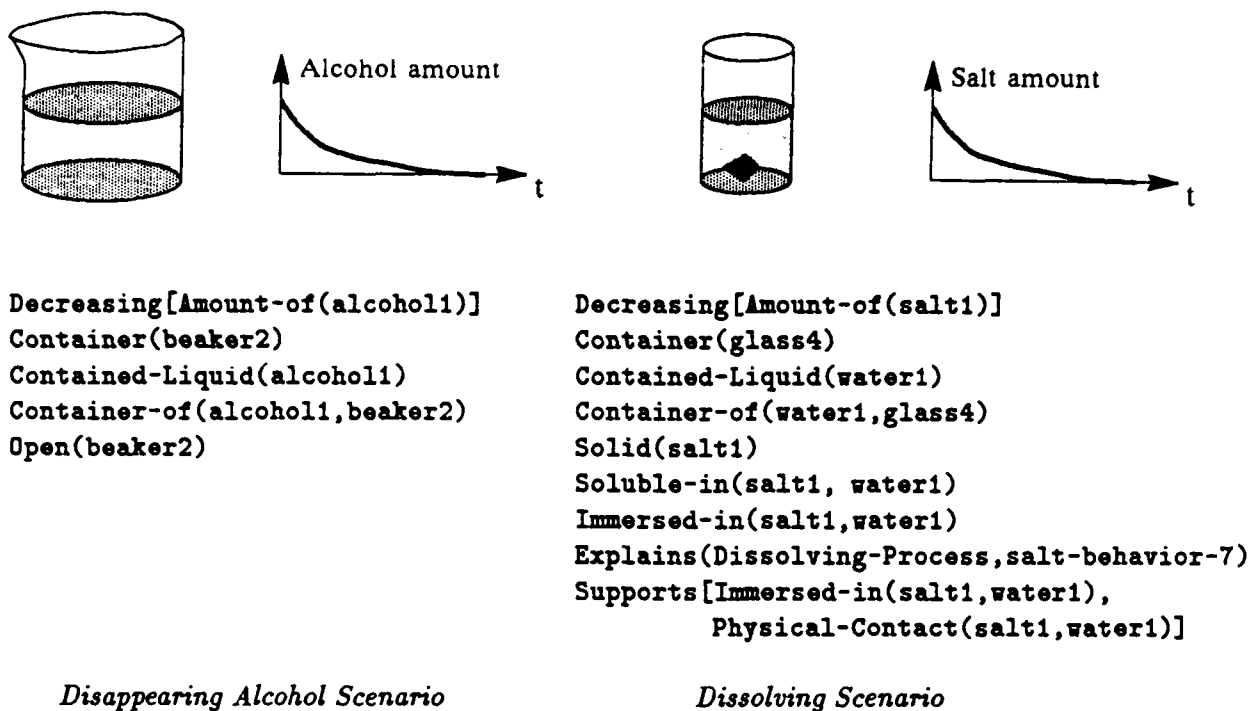 Alcohol amount
t
Salt amount
t
Decreasing[Amount-of(alcohol1)]
Container(beaker2)
Contained-Liquid(alcohol1)
Container-of(alcohol1,beaker2)
Open(beaker2)
Decreasing[Amount-of(salt1)]
Container(glass4)
Contained-Liquid(water1)
Container-of(water1,glass4)
Solid(salt1)
Soluble-in(salt1, water1)
Immersed-in(salt1,water1)
Explains(Dissolving-Process,salt-behavior-7)
Supports[Immersed-in(salt1,water1),
Physical-Contact(salt1,water1)]
Disappearing Alcohol Scenario
Dissolving Scenario